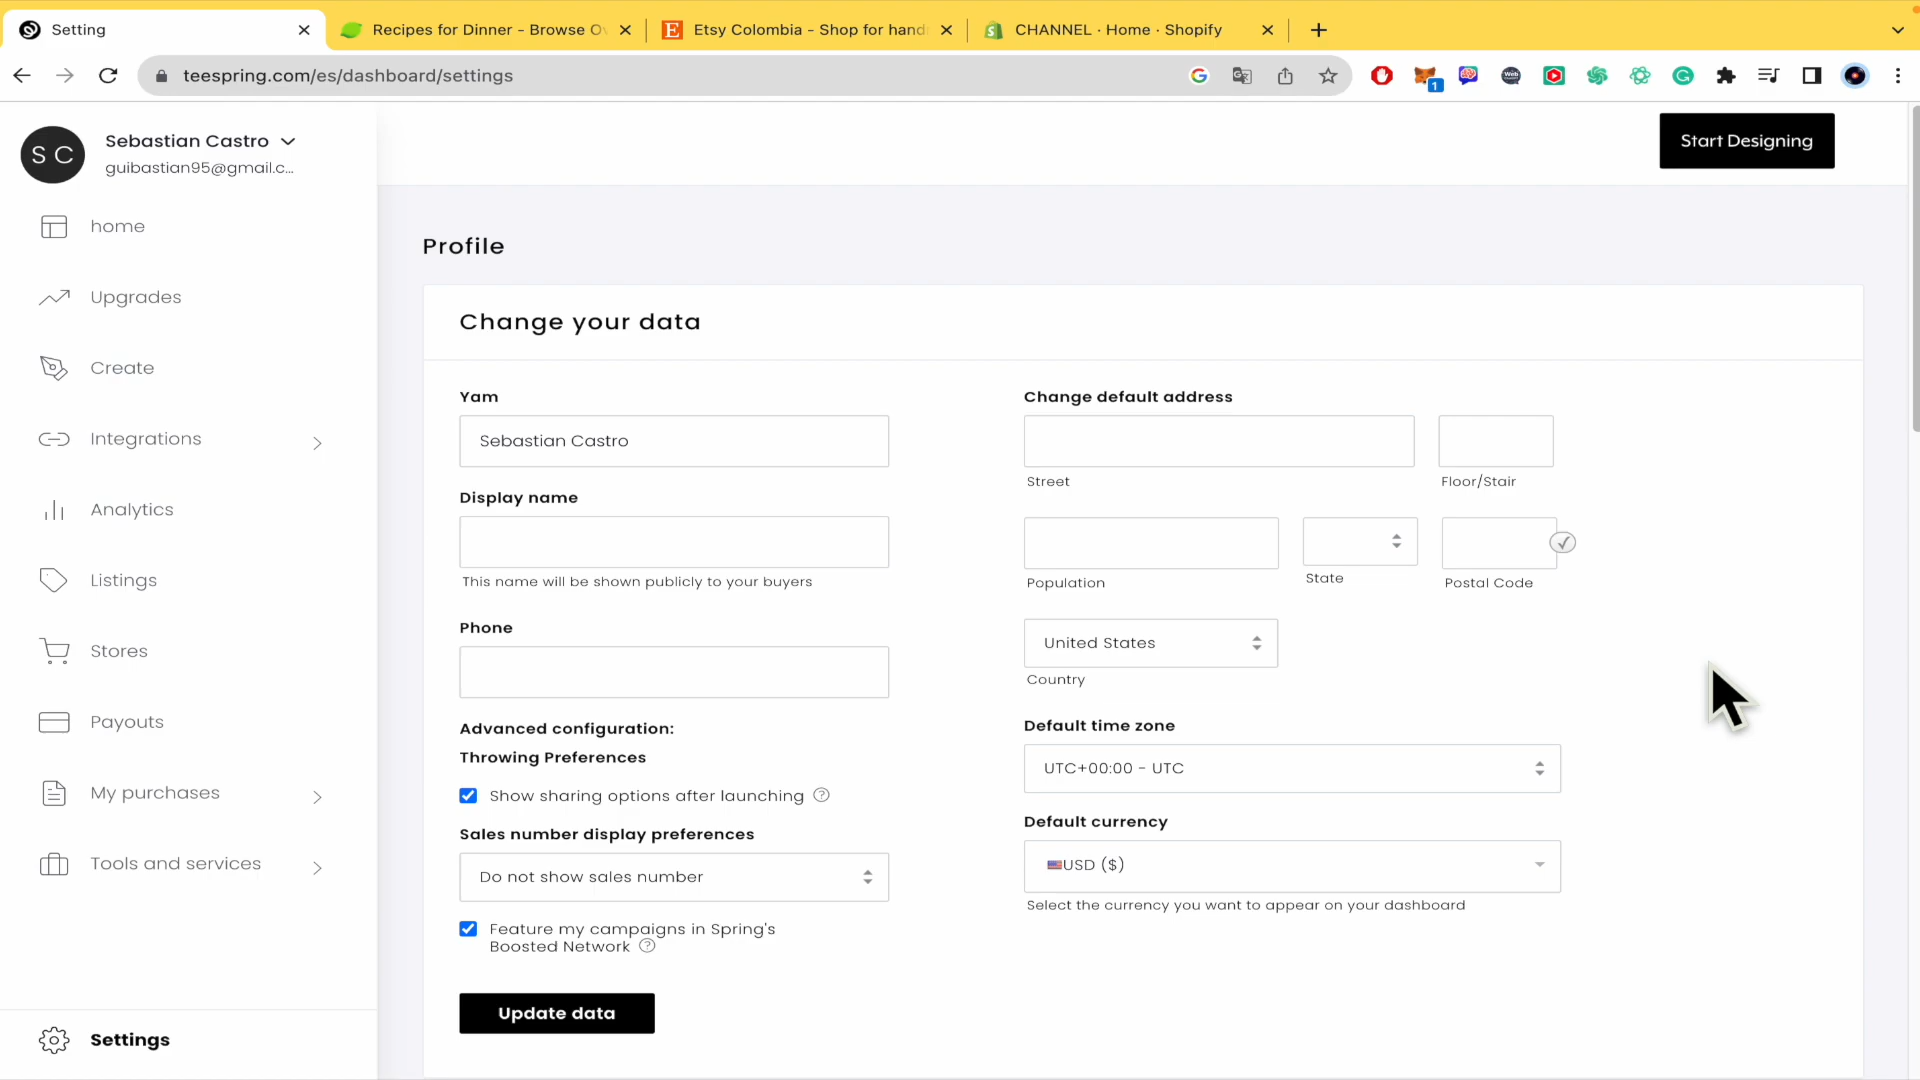 Setting
Recipes for Dinner - Browse O
Etsy Colombia - Shop for hand
CHANNEL · Home · Shopify
teespring.com/es/dashboard/settings
1
S C
Sebastian Castro
guibastian95@gmail.c...
Start Designing
home
Upgrades
Create
Integrations
Analytics
Listings
Stores
Payouts
My purchases
Tools and services
Settings
Profile
Change your data
Yam
Sebastian Castro
Display name
This name will be shown publicly to your buyers
Phone
Advanced configuration:
Throwing Preferences
Show sharing options after launching
Sales number display preferences
Do not show sales number
Feature my campaigns in Spring's
Boosted Network
Update data
Change default address
Street
Floor/Stair
Population
State
Postal Code
United States
Country
Default time zone
UTC+00:00 - UTC
Default currency
USD ($)
Select the currency you want to appear on your dashboard